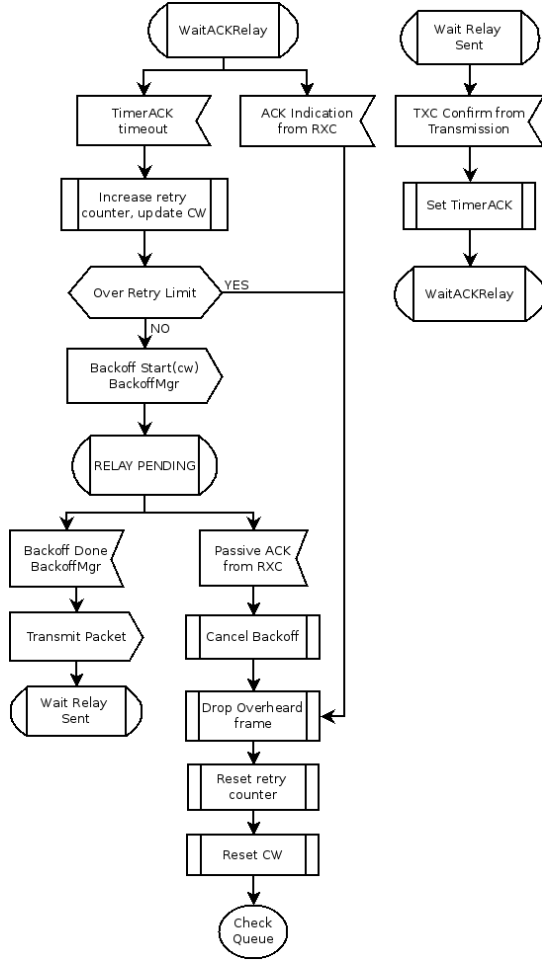 WaitACKRelay
TimerACK
timeout
ACK Indication
from RXC
Increase retry
counter, update CW
Over Retry Limit
YES
NO
Backoff Start(cw)
BackoffMgr
RELAY PENDING
Backoff Done
BackoffMgr
Passive ACK
from RXC
Transmit Packet
Cancel Backoff
Wait Relay
Sent
Drop Overheard
frame
Reset retry
counter
Reset CW
Check
Queue
Wait Relay
Sent
TXC Confirm from
Transmission
Set TimerACK
WaitACKRelay